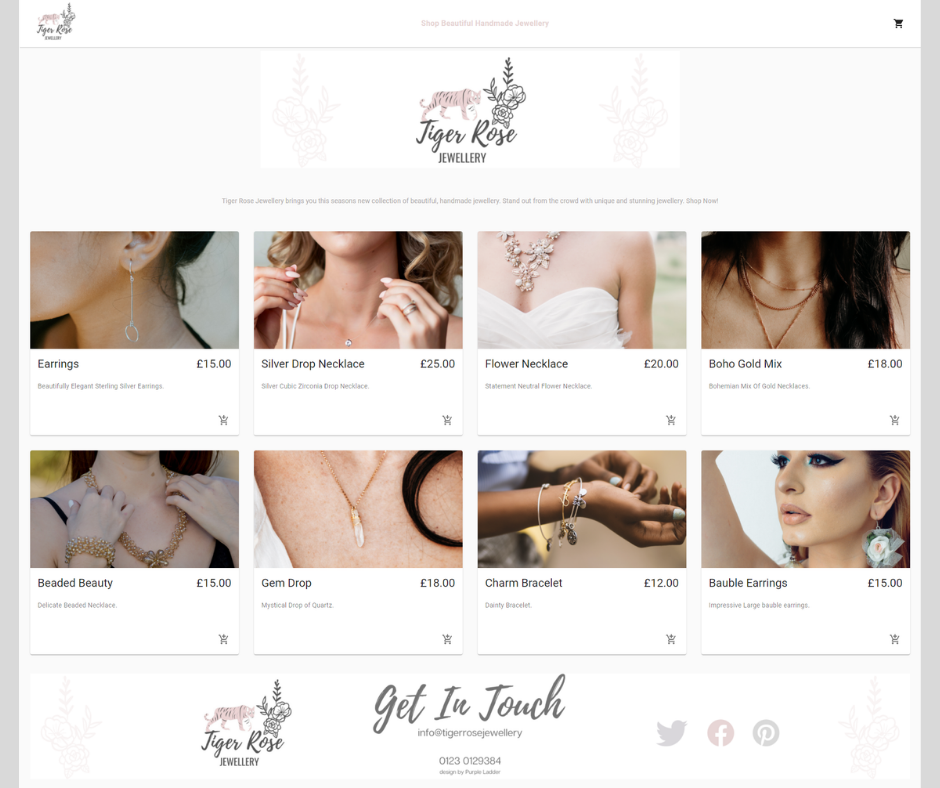 Tiger Rose
JEWELLERY
Shop Beautiful Handmade Jewellery
Tiger Rose
JEWELLERY
Tiger Rose Jewellery brings you this seasons new collection of beautiful, handmade jewellery. Stand out from the crowd with unique and stunning jewellery. Shop Now!
Earrings £15.00
Beautifully Elegant Sterling Silver Earrings.
Silver Drop Necklace £25.00
Silver Cubic Zirconia Drop Necklace.
Flower Necklace £20.00
Statement Neutral Flower Necklace.
Boho Gold Mix £18.00
Bohemian Mix Of Gold Necklaces.
Beaded Beauty £15.00
Delicate Beaded Necklace.
Gem Drop £18.00
Mystical Drop of Quartz.
Charm Bracelet £12.00
Dainty Bracelet.
Bauble Earrings £15.00
Impressive Large bauble earrings.
Tiger Rose
JEWELLERY
Get In Touch
info@tigerrosejewellery
0123 0129384
design by Purple Ladder